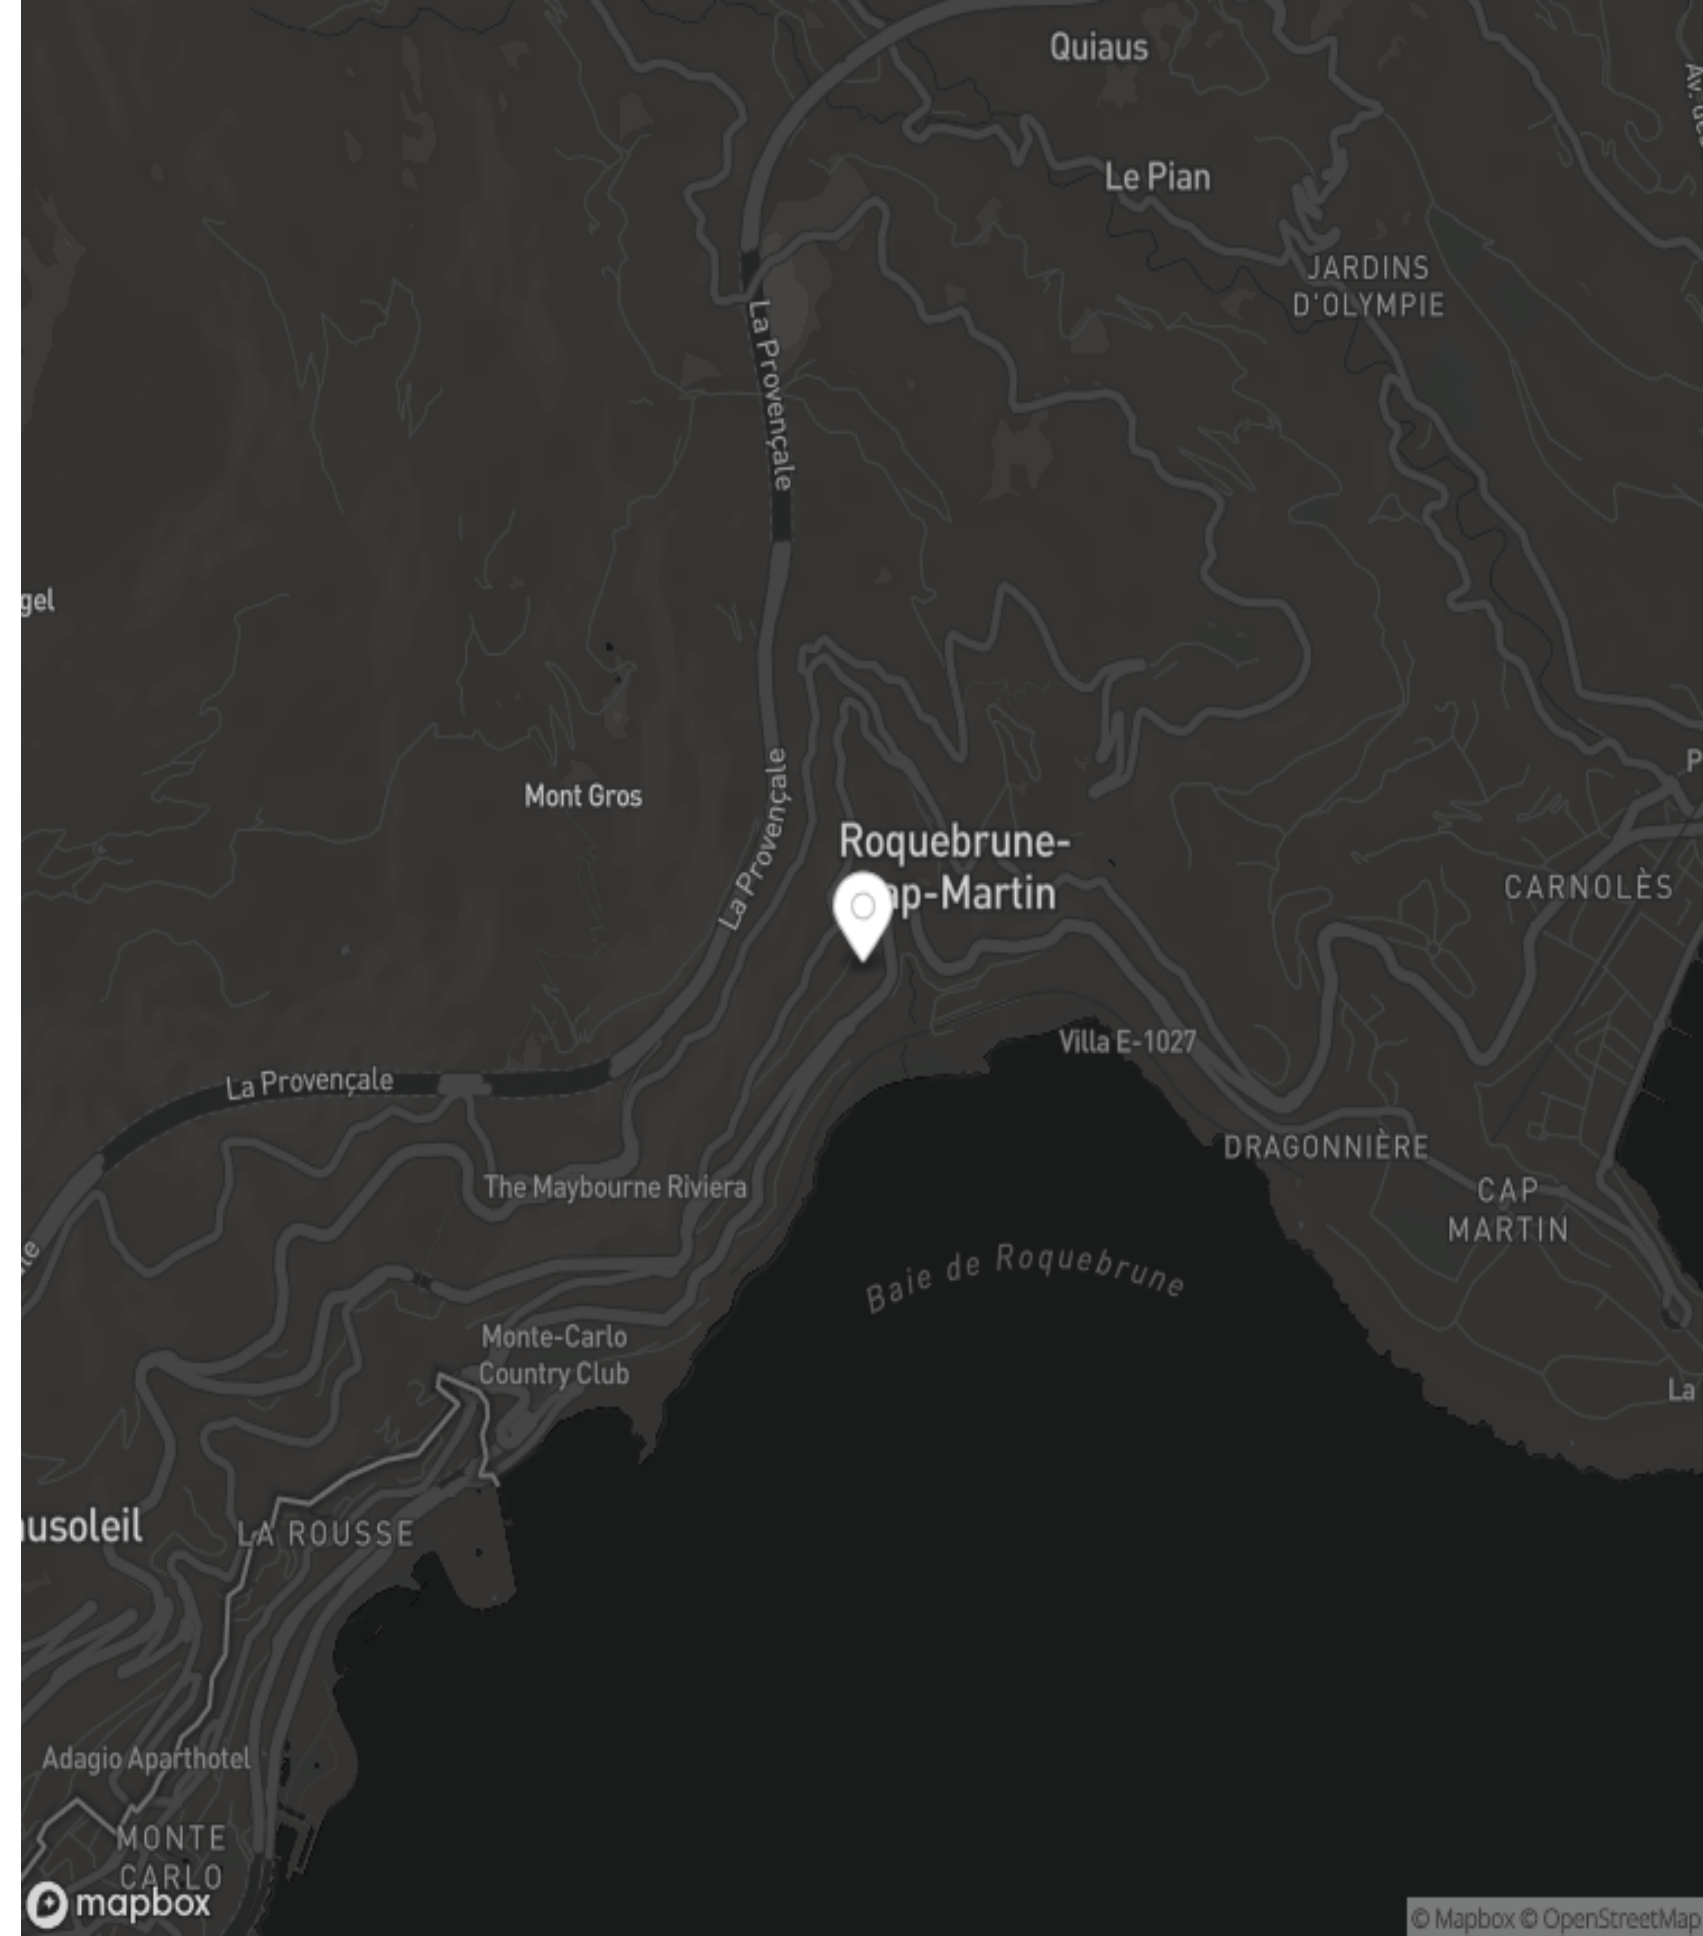 Quiaus
Le Pian
JARDINS
D'OLYMPIE
La Provençale
gel
La Provençale
Mont Gros
Roquebrune-
ap-Martin
CARNOLÈS
P
Villa E-1027
La Provençale
DRAGONNIÈRE
The Maybourne Riviera
CAP
MARTIN
Baie de Roquebrune
Monte-Carlo
Country Club
La
usoleil
LA ROUSSE
Adagio Aparthotel
MONTE
CARLO
mapbox
© Mapbox © OpenStreetMap